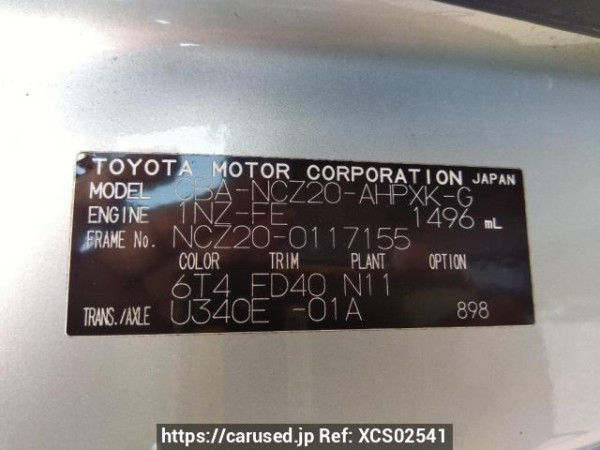 TOYOTA MOTOR CORPORATION JAPAN
MODEL CBA-NCZ20-AHPXK-G
ENGINE 1NZ-FE 1496 mL
FRAME No. NCZ20-0117155
COLOR TRIM PLANT OPTION
6T4 FD40 N11
TRANS./AXLE U340E -01A 898
https://carused.jp Ref: XCS02541